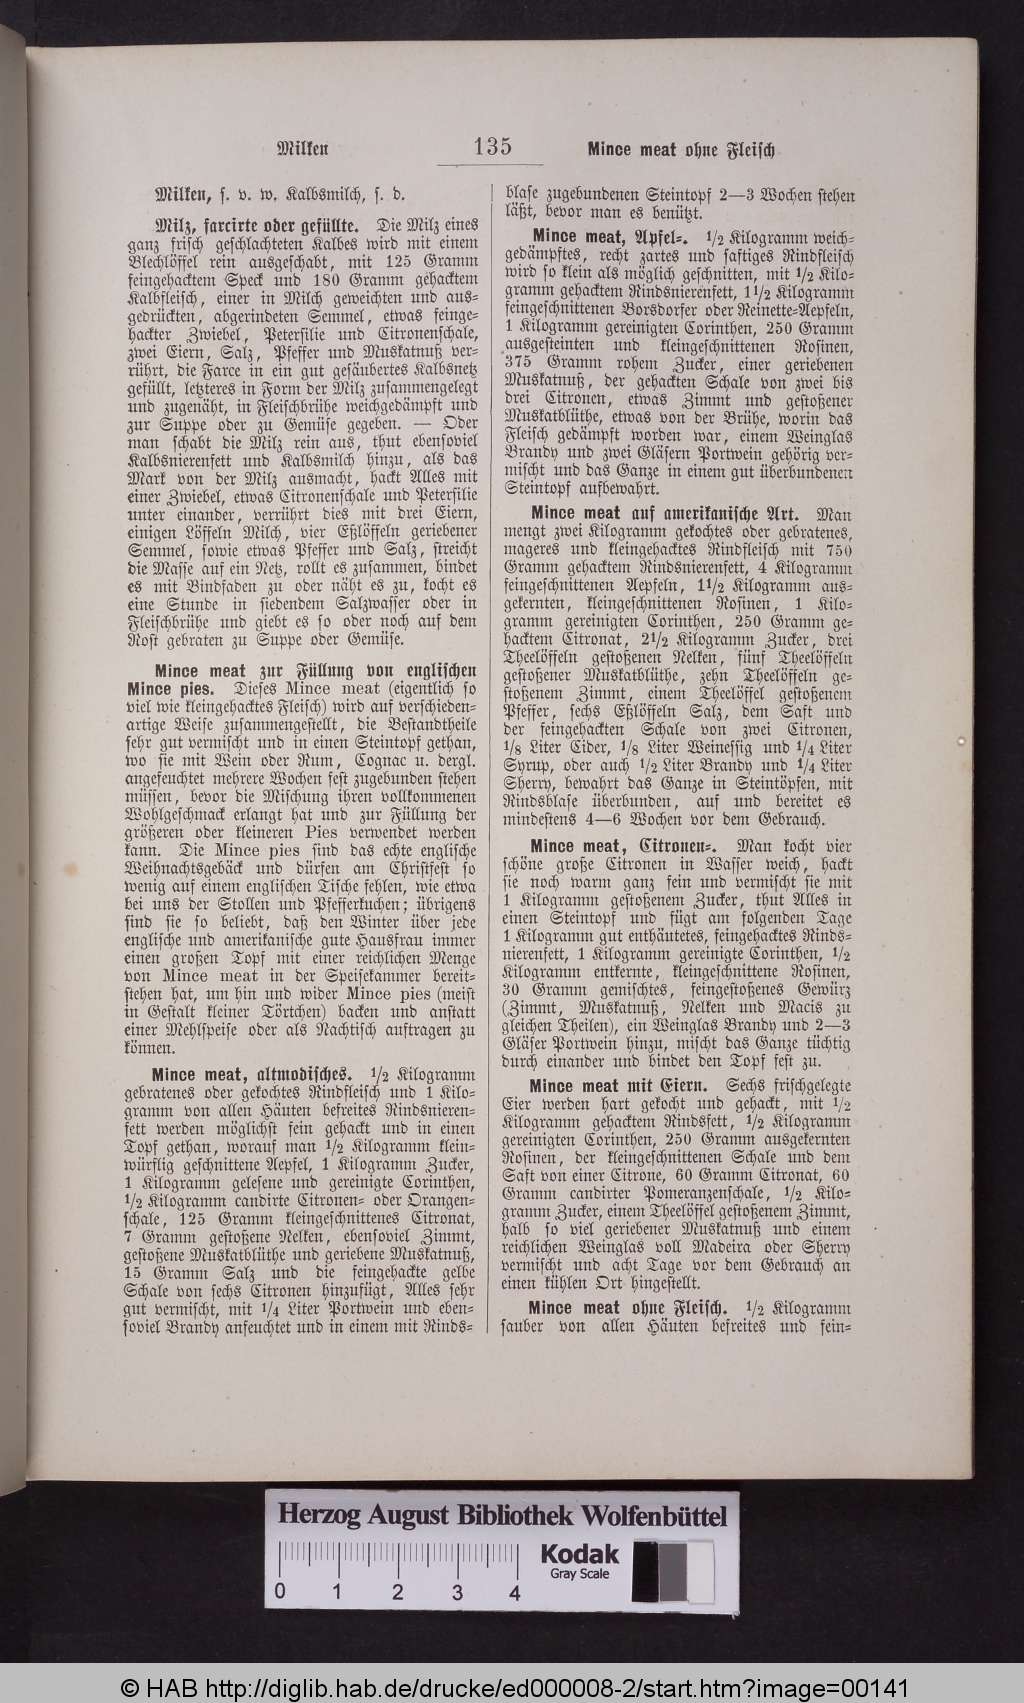 Milken
135
Mince meat ohne Fleisch
Milken, s. v. w. Kalbsmilch, s. d.
Milz, farcirte oder gefüllte. Die Milz eines
ganz frisch geschlachteten Kalbes wird mit einem
Blechlöffel rein ausgeschabt, mit 125 Gramm
feingehacktem Speck und 180 Gramm gehacktem
Kalbfleisch, einer in Milch geweichten und aus=
gedrückten, abgerindeten Semmel, etwas feinge=
hackter Zwiebel, Petersilie und Citronenschale,
zwei Eiern, Salz, Pfeffer und Muskatnuß ver=
rührt, die Farce in ein gut gesäubertes Kalbsnetz
gefüllt, letzteres in Form der Milz zusammengelegt
und zugenäht, in Fleischbrühe weichgedämpft und
zur Suppe oder zu Gemüse gegeben. — Oder
man schabt die Milz rein aus, thut ebensoviel
Kalbsnierenfett und Kalbsmilch hinzu, als das
Mark von der Milz ausmacht, hackt Alles mit
einer Zwiebel, etwas Citronenschale und Petersilie
unter einander, verrührt dies mit drei Eiern,
einigen Löffeln Milch, vier Eßlöffeln geriebener
Semmel, sowie etwas Pfeffer und Salz, streicht
die Masse auf ein Netz, rollt es zusammen, bindet
es mit Bindfaden zu oder näht es zu, kocht es
eine Stunde in siedendem Salzwasser oder in
Fleischbrühe und giebt es so oder noch auf dem
Rost gebraten zu Suppe oder Gemüse.
Mince meat zur Füllung von englischen
Mince pies. Dieses Mince meat (eigentlich so
viel wie kleingehacktes Fleisch) wird auf verschieden=
artige Weise zusammengestellt, die Bestandtheile
sehr gut vermischt und in einen Steintopf gethan,
wo sie mit Wein oder Rum, Cognac u. dergl.
angefeuchtet mehrere Wochen fest zugebunden stehen
müssen, bevor die Mischung ihren vollkommenen
Wohlgeschmack erlangt hat und zur Füllung der
größeren oder kleineren Pies verwendet werden
kann. Die Mince pies sind das echte englische
Weihnachtsgebäck und dürfen am Christfest so
wenig auf einem englischen Tische fehlen, wie etwa
bei uns der Stollen und Pfefferkuchen; übrigens
sind sie so beliebt, daß den Winter über jede
englische und amerikanische gute Hausfrau immer
einen großen Topf mit einer reichlichen Menge
von Mince meat in der Speisekammer bereit=
stehen hat, um hin und wider Mince pies (meist
in Gestalt kleiner Törtchen) backen und anstatt
einer Mehlspeise oder als Nachtisch auftragen zu
können.
Mince meat, altmodisches. 1/2 Kilogramm
gebratenes oder gekochtes Rindfleisch und 1 Kilo=
gramm von allen Häuten befreites Rindsnieren=
fett werden möglichst fein gehackt und in einen
Topf gethan, worauf man 1/2 Kilogramm klein=
würflig geschnittene Aepfel, 1 Kilogramm Zucker,
1 Kilogramm gelesene und gereinigte Corinthen,
1/2 Kilogramm candirte Citronen= oder Orangen=
schale, 125 Gramm kleingeschnittenes Citronat,
7 Gramm gestoßene Nelken, ebensoviel Zimmt,
gestoßene Muskatblüthe und geriebene Muskatnuß,
15 Gramm Salz und die feingehackte gelbe
Schale von sechs Citronen hinzufügt, Alles sehr
gut vermischt, mit 1/4 Liter Portwein und eben=
soviel Brandy anfeuchtet und in einem mit Rinds=
blase zugebundenen Steintopf 2—3 Wochen stehen
läßt, bevor man es benützt.
Mince meat, Apfel=. 1/2 Kilogramm weich=
gedämpftes, recht zartes und saftiges Rindfleisch
wird so klein als möglich geschnitten, mit 1/2 Kilo=
gramm gehacktem Rindsnierenfett, 1 1/2 Kilogramm
feingeschnittenen Borsdorfer oder Reinette=Aepfeln,
1 Kilogramm gereinigten Corinthen, 250 Gramm
ausgesteinten und kleingeschnittenen Rosinen,
375 Gramm rohem Zucker, einer geriebenen
Muskatnuß, der gehackten Schale von zwei bis
drei Citronen, etwas Zimmt und gestoßener
Muskatblüthe, etwas von der Brühe, worin das
Fleisch gedämpft worden war, einem Weinglas
Brandy und zwei Gläsern Portwein gehörig ver=
mischt und das Ganze in einem gut überbundenen
Steintopf aufbewahrt.
Mince meat auf amerikanische Art. Man
mengt zwei Kilogramm gekochtes oder gebratenes,
mageres und kleingehacktes Rindfleisch mit 750
Gramm gehacktem Rindsnierenfett, 4 Kilogramm
feingeschnittenen Aepfeln, 1 1/2 Kilogramm aus=
gekernten, kleingeschnittenen Rosinen, 1 Kilo=
gramm gereinigten Corinthen, 250 Gramm ge=
hacktem Citronat, 2 1/2 Kilogramm Zucker, drei
Theelöffeln gestoßenen Nelken, fünf Theelöffeln
gestoßener Muskatblüthe, zehn Theelöffeln ge=
stoßenem Zimmt, einem Theelöffel gestoßenem
Pfeffer, sechs Eßlöffeln Salz, dem Saft und
der feingehackten Schale von zwei Citronen,
1/8 Liter Cider, 1/8 Liter Weinessig und 1/4 Liter
Syrup, oder auch 1/2 Liter Brandy und 1/4 Liter
Sherry, bewahrt das Ganze in Steintöpfen, mit
Rindsblase überbunden, auf und bereitet es
mindestens 4—6 Wochen vor dem Gebrauch.
Mince meat, Citronen=. Man kocht vier
schöne große Citronen in Wasser weich, hackt
sie noch warm ganz fein und vermischt sie mit
1 Kilogramm gestoßenem Zucker, thut Alles in
einen Steintopf und fügt am folgenden Tage
1 Kilogramm gut enthäutetes, feingehacktes Rinds=
nierenfett, 1 Kilogramm gereinigte Corinthen, 1/2
Kilogramm entkernte, kleingeschnittene Rosinen,
30 Gramm gemischtes, feingestoßenes Gewürz
(Zimmt, Muskatnuß, Nelken und Macis zu
gleichen Theilen), ein Weinglas Brandy und 2—3
Gläser Portwein hinzu, mischt das Ganze tüchtig
durch einander und bindet den Topf fest zu.
Mince meat mit Eiern. Sechs frischgelegte
Eier werden hart gekocht und gehackt, mit 1/2
Kilogramm gehacktem Rindsfett, 1/2 Kilogramm
gereinigten Corinthen, 250 Gramm ausgekernten
Rosinen, der kleingeschnittenen Schale und dem
Saft von einer Citrone, 60 Gramm Citronat, 60
Gramm candirter Pomeranzenschale, 1/2 Kilo=
gramm Zucker, einem Theelöffel gestoßenem Zimmt,
halb so viel geriebener Muskatnuß und einem
reichlichen Weinglas voll Madeira oder Sherry
vermischt und acht Tage vor dem Gebrauch an
einen kühlen Ort hingestellt.
Mince meat ohne Fleisch. 1/2 Kilogramm
sauber von allen Häuten befreites und fein=
Herzog August Bibliothek Wolfenbüttel
0 1 2 3 4
Kodak
Gray Scale
© HAB http://diglib.hab.de/drucke/ed000008-2/start.htm?image=00141